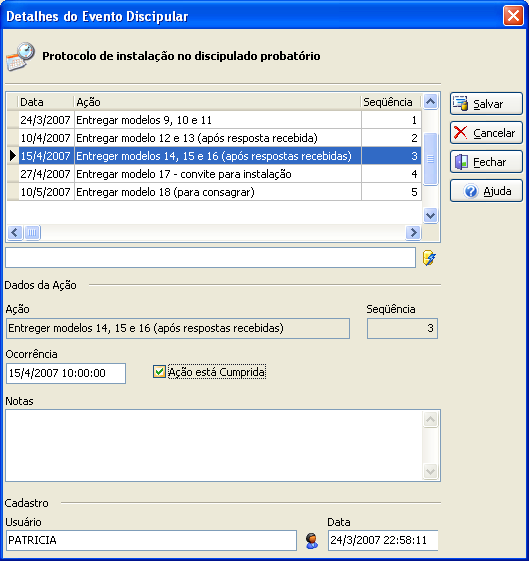 Detalhes do Evento Discipular
Protocolo de instalação no discipulado probatório
Data Ação Seqüência
24/3/2007 Entregar modelos 9, 10 e 11 1
10/4/2007 Entregar modelo 12 e 13 (após resposta recebida) 2
15/4/2007 Entregar modelos 14, 15 e 16 (após respostas recebidas) 3
27/4/2007 Entregar modelo 17 - convite para instalação 4
10/5/2007 Entregar modelo 18 (para consagrar) 5
Salvar
Cancelar
Fechar
Ajuda
Dados da Ação
Ação Seqüência
Entreger modelos 14, 15 e 16 (após respostas recebidas) 3
Ocorrência
15/4/2007 10:00:00 Ação está Cumprida
Notas
Cadastro
Usuário Data
PATRICIA 24/3/2007 22:58:11